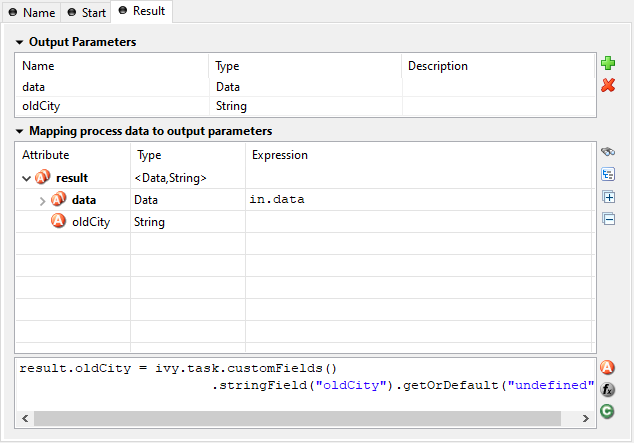 Name Start Result
Output Parameters
Name Type Description
data Data
oldCity String
Mapping process data to output parameters
Attribute Type Expression
A result <Data,String>
A data Data in.data
A oldCity String
result.oldCity = ivy.task.customFields() A
.stringField("oldCity").getOrDefault("undefined" fx
C